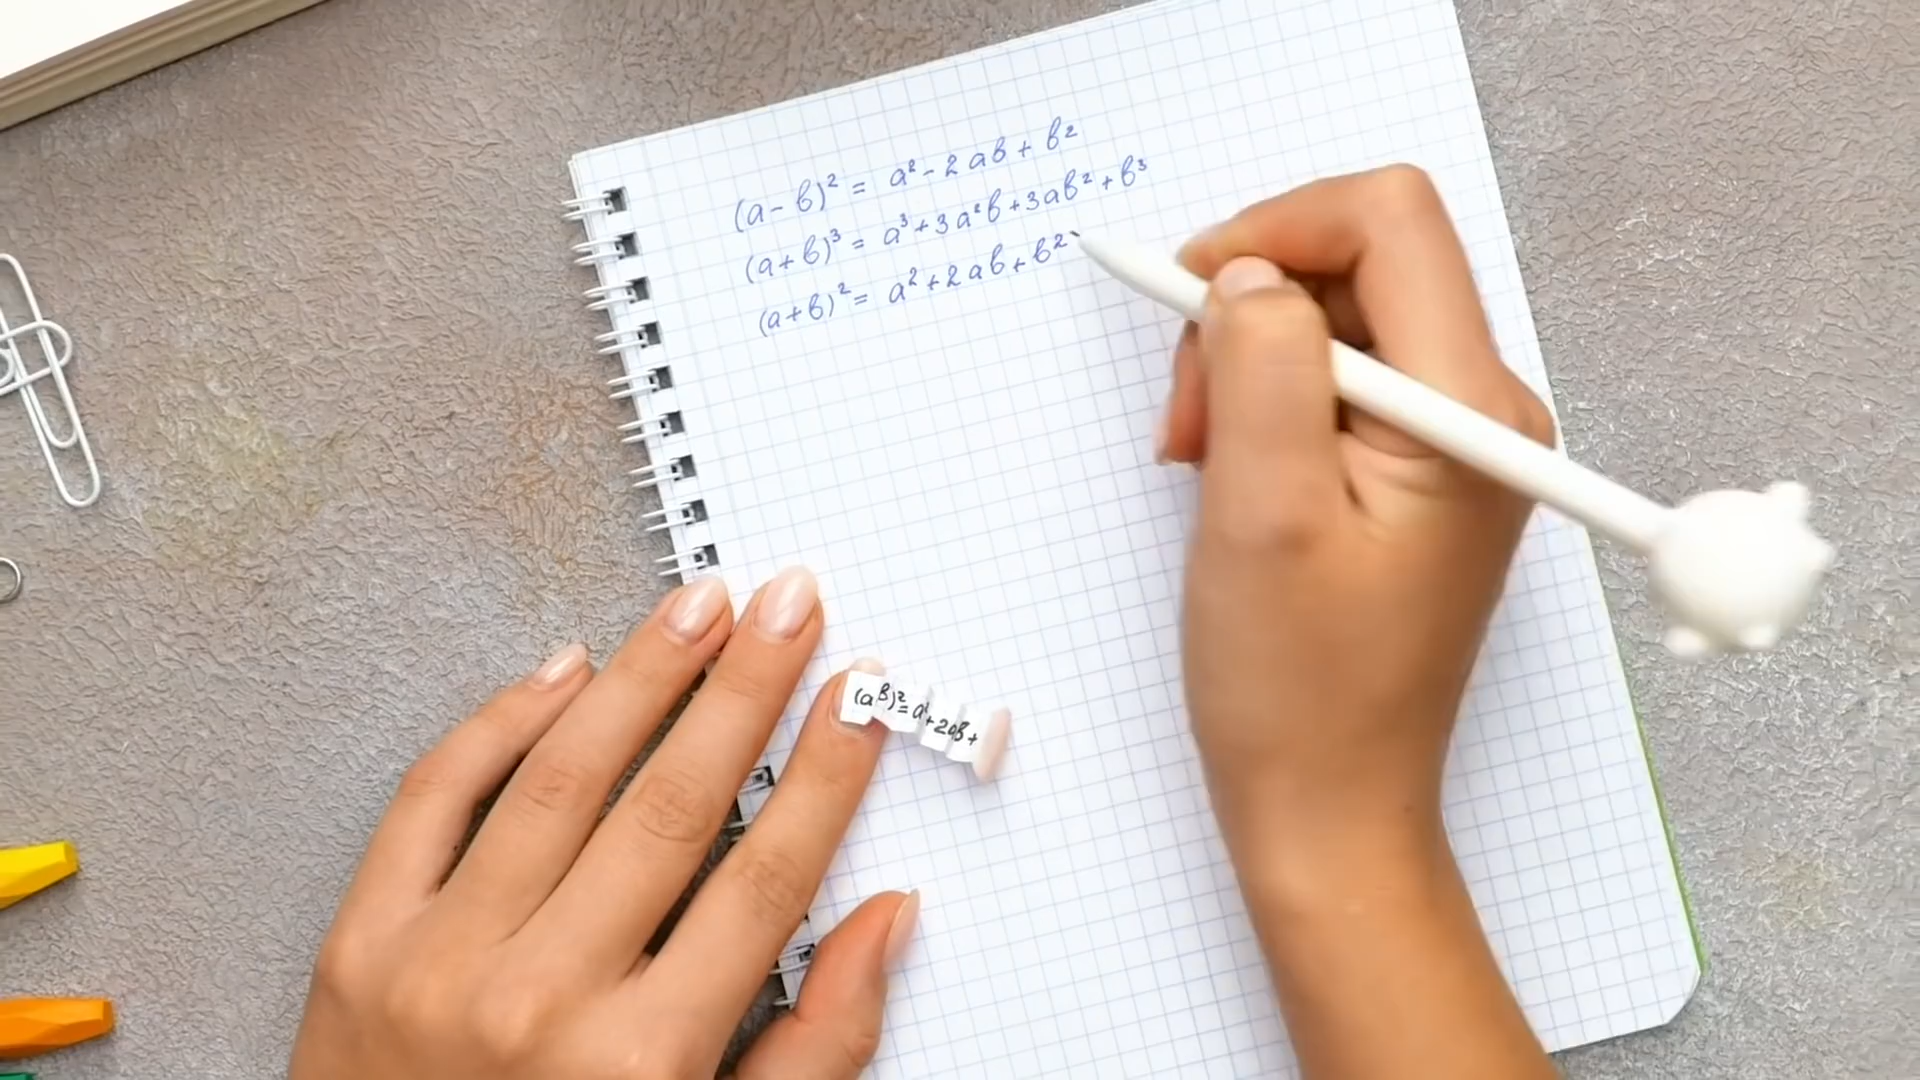 (a-b)² = a²-2ab+b²
(a+b)³ = a³+3a²b+3ab²+b³
(a+b)² = a²+2ab+b²
(aB)²=a²+2aB+